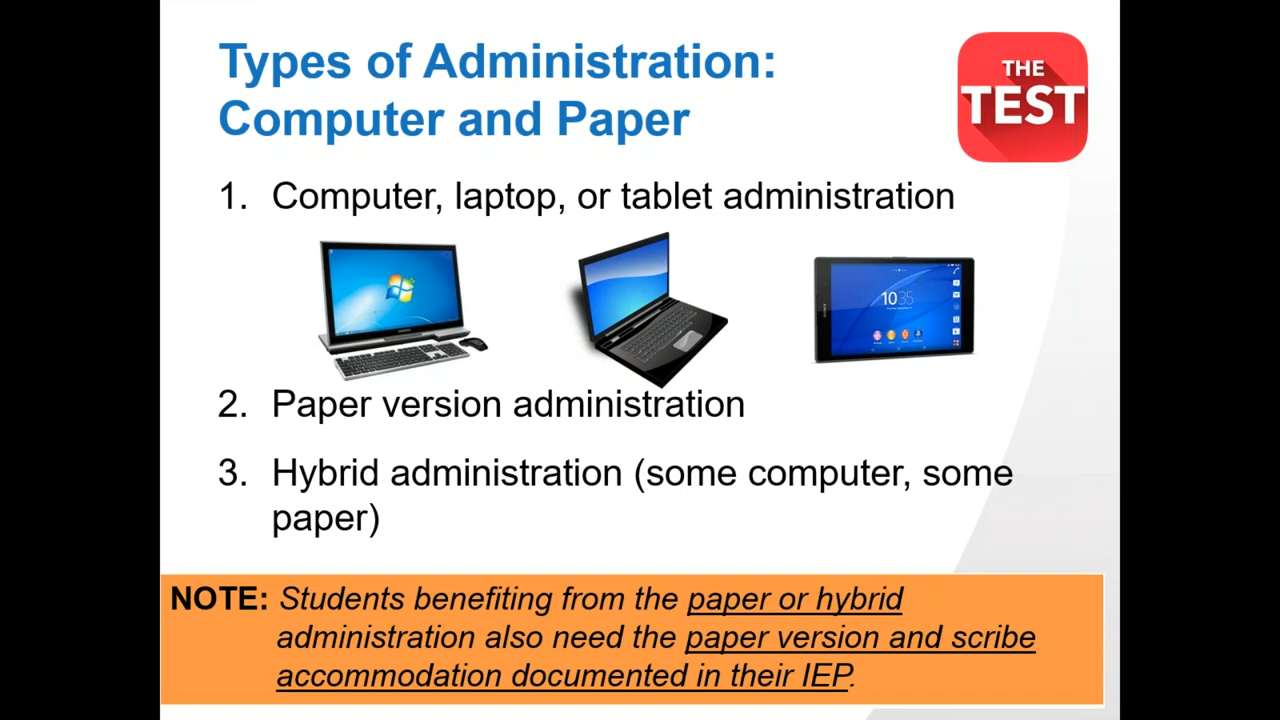 Types of Administration:
Computer and Paper
THE
TEST
1. Computer, laptop, or tablet administration
10:35
2. Paper version administration
3. Hybrid administration (some computer, some
paper)
NOTE: Students benefiting from the paper or hybrid
administration also need the paper version and scribe
accommodation documented in their IEP.